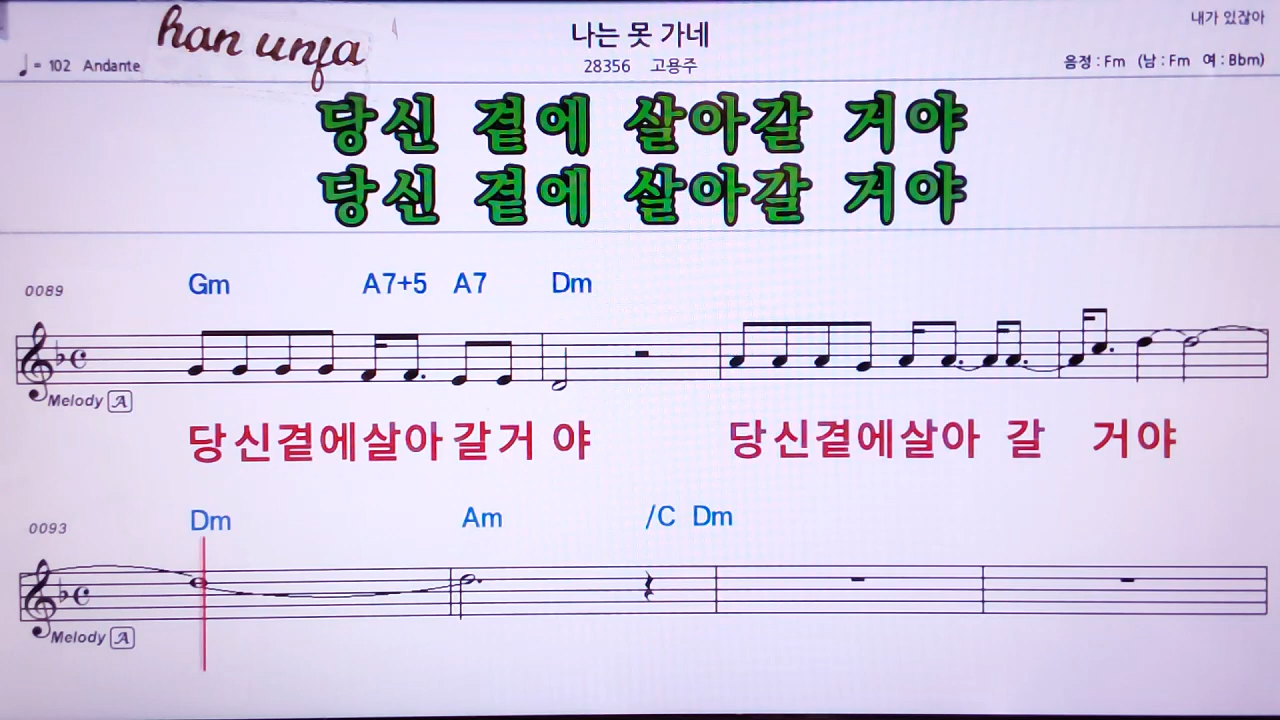 han unja
나는 못 가네
내가 있잖아
♩= 102 Andante
28356 고용주
음정 : Fm (남 : Fm 여 : Bbm)
당신 곁에 살아갈 거야
당신 곁에 살아갈 거야
0089
Gm A7+5 A7 Dm
Melody A
당신곁에살아 갈거 야 당신곁에살아 갈 거야
0093
Dm Am /C Dm
Melody A